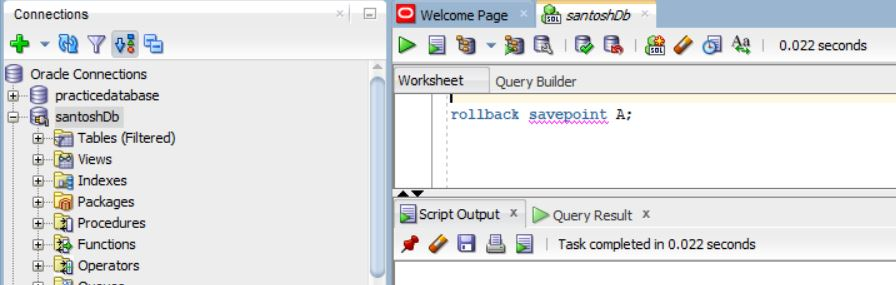 Connections
Oracle Connections
practicedatabase
santoshDb
Tables (Filtered)
Views
Indexes
Packages
Procedures
Functions
Operators
Welcome Page
santoshDb
0.022 seconds
Worksheet
Query Builder
rollback savepoint A;
Script Output
Query Result
Task completed in 0.022 seconds